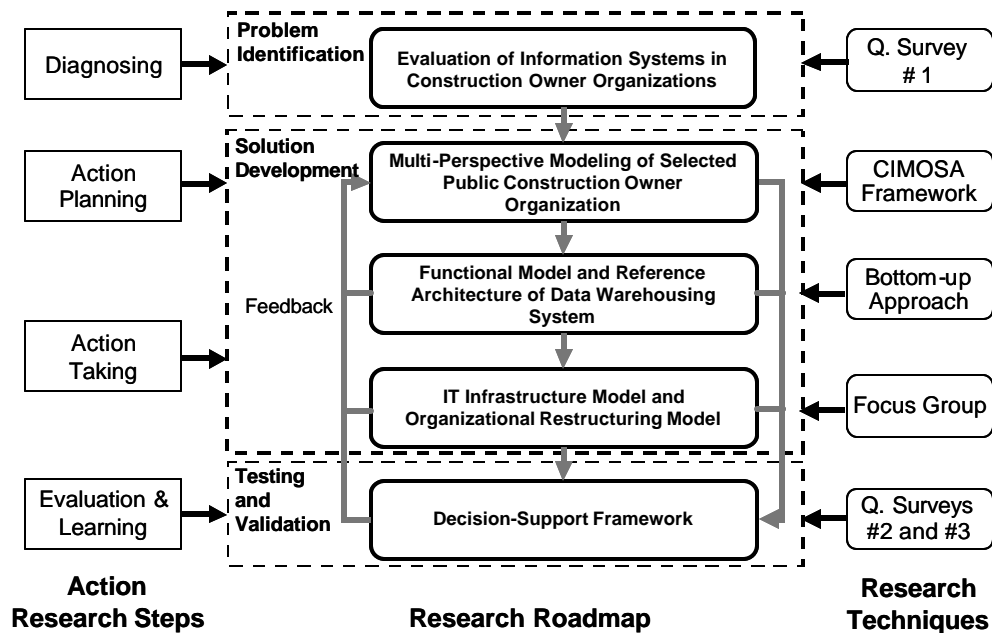 Diagnosing
Problem
Identification
Evaluation of Information Systems in
Construction Owner Organizations
Q. Survey
# 1
Action
Planning
Solution
Development
Multi-Perspective Modeling of Selected
Public Construction Owner
Organization
CIMOSA
Framework
Feedback
Functional Model and Reference
Architecture of Data Warehousing
System
Bottom-up
Approach
Action
Taking
IT Infrastructure Model and
Organizational Restructuring Model
Focus Group
Evaluation &
Learning
Testing
and
Validation
Decision-Support Framework
Q. Surveys
#2 and #3
Action
Research Steps
Research Roadmap
Research
Techniques